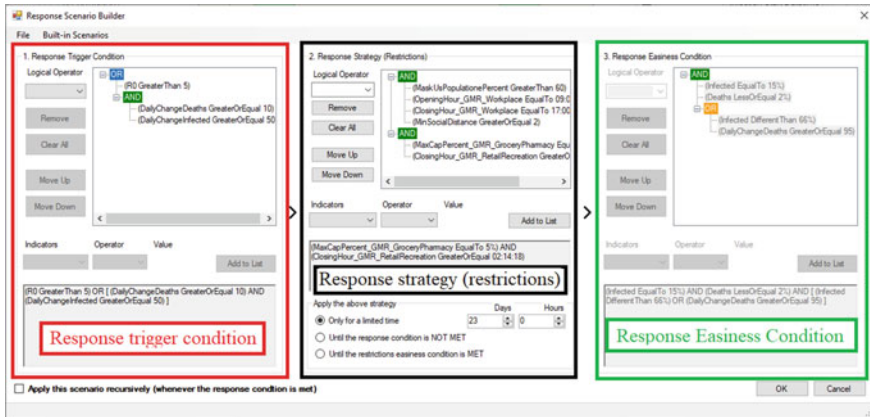 Response Scenario Builder
File Built-in Scenarios
1. Response Trigger Condition
Logical Operator
OR
(R0 GreaterThan 5)
AND
(DailyChangeDeaths GreaterOrEqual 10)
(DailyChangeInfected GreaterOrEqual 50
Remove
Clear All
Move Up
Move Down
Indicators Operator Value
Add to List
(R0 GreaterThan 5) OR [ (DailyChangeDeaths GreaterOrEqual 10) AND
(DailyChangeInfected GreaterOrEqual 50) ]
Response trigger condition
2. Response Strategy (Restrictions)
Logical Operator
AND
(MaskUsPopulationePercent GreaterThan 60)
(OpeningHour_GMR_Workplace EqualTo 09:0
(ClosingHour_GMR_Workplace EqualTo 17:00
(MinSocialDistance GreaterOrEqual 2)
AND
(MaxCapPercent_GMR_GroceryPharmacy Equ
(ClosingHour_GMR_RetailRecreation GreaterO
Remove
Clear All
Move Up
Move Down
Indicators Operator Value
Add to List
(MaxCapPercent_GMR_GroceryPharmacy EqualTo 5%) AND
(ClosingHour_GMR_RetailRecreation EqualTo 02:14:18)
Response strategy (restrictions)
Apply the above strategy
Days Hours
Only for a limited time 23 0
Until the response condition is NOT MET
Until the restrictions easiness condition is MET
3. Response Easiness Condition
Logical Operator
AND
(Infected EqualTo 15%)
(Deaths LessOrEqual 2%)
OR
(Infected DifferentThan 66%)
(DailyChangeDeaths GreaterOrEqual 95)
Remove
Clear All
Move Up
Move Down
Indicators Operator Value
Add to List
(Infected EqualTo 15%) AND (Deaths LessOrEqual 2%) AND [ (Infected
DifferentThan 66%) OR (DailyChangeDeaths GreaterOrEqual 95) ]
Response Easiness Condition
Apply this scenario recursively (whenever the response condtion is met)
OK Cancel